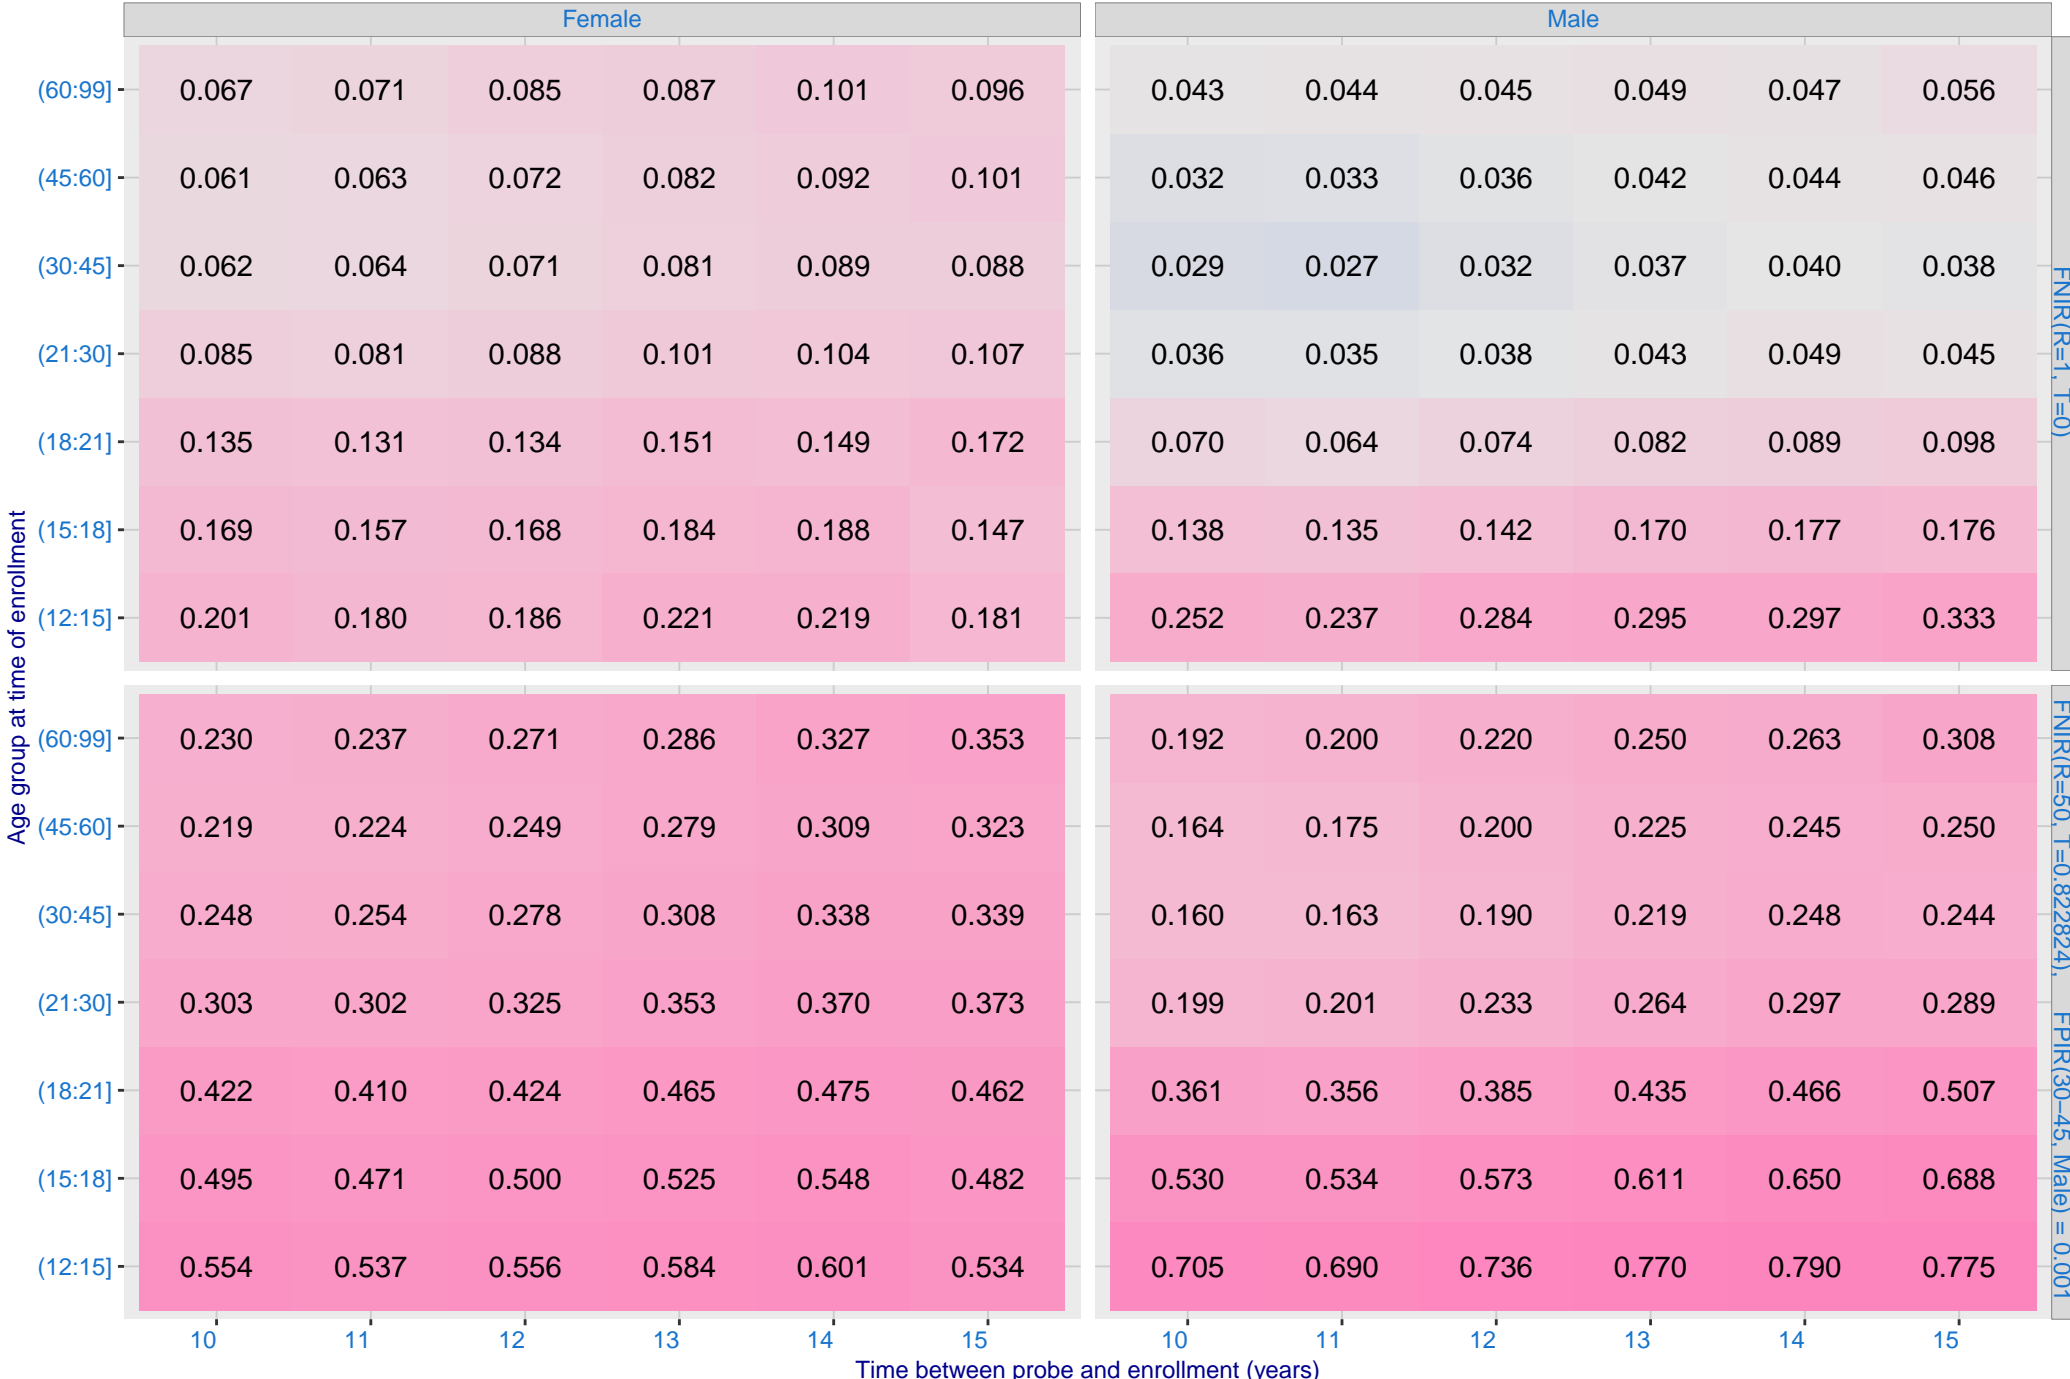 Female Male
(60:99] 0.067 0.071 0.085 0.087 0.101 0.096 0.043 0.044 0.045 0.049 0.047 0.056
(45:60] 0.061 0.063 0.072 0.082 0.092 0.101 0.032 0.033 0.036 0.042 0.044 0.046
(30:45] 0.062 0.064 0.071 0.081 0.089 0.088 0.029 0.027 0.032 0.037 0.040 0.038
(21:30] 0.085 0.081 0.088 0.101 0.104 0.107 0.036 0.035 0.038 0.043 0.049 0.045
(18:21] 0.135 0.131 0.134 0.151 0.149 0.172 0.070 0.064 0.074 0.082 0.089 0.098
(15:18] 0.169 0.157 0.168 0.184 0.188 0.147 0.138 0.135 0.142 0.170 0.177 0.176
(12:15] 0.201 0.180 0.186 0.221 0.219 0.181 0.252 0.237 0.284 0.295 0.297 0.333
FNIR(R=1, T=0)
Age group at time of enrollment
(60:99] 0.230 0.237 0.271 0.286 0.327 0.353 0.192 0.200 0.220 0.250 0.263 0.308
(45:60] 0.219 0.224 0.249 0.279 0.309 0.323 0.164 0.175 0.200 0.225 0.245 0.250
(30:45] 0.248 0.254 0.278 0.308 0.338 0.339 0.160 0.163 0.190 0.219 0.248 0.244
(21:30] 0.303 0.302 0.325 0.353 0.370 0.373 0.199 0.201 0.233 0.264 0.297 0.289
(18:21] 0.422 0.410 0.424 0.465 0.475 0.462 0.361 0.356 0.385 0.435 0.466 0.507
(15:18] 0.495 0.471 0.500 0.525 0.548 0.482 0.530 0.534 0.573 0.611 0.650 0.688
(12:15] 0.554 0.537 0.556 0.584 0.601 0.534 0.705 0.690 0.736 0.770 0.790 0.775
FNIR(R=50, T=0.822824), FPIR(30−45, Male) = 0.001
10 11 12 13 14 15 10 11 12 13 14 15
Time between probe and enrollment (years)